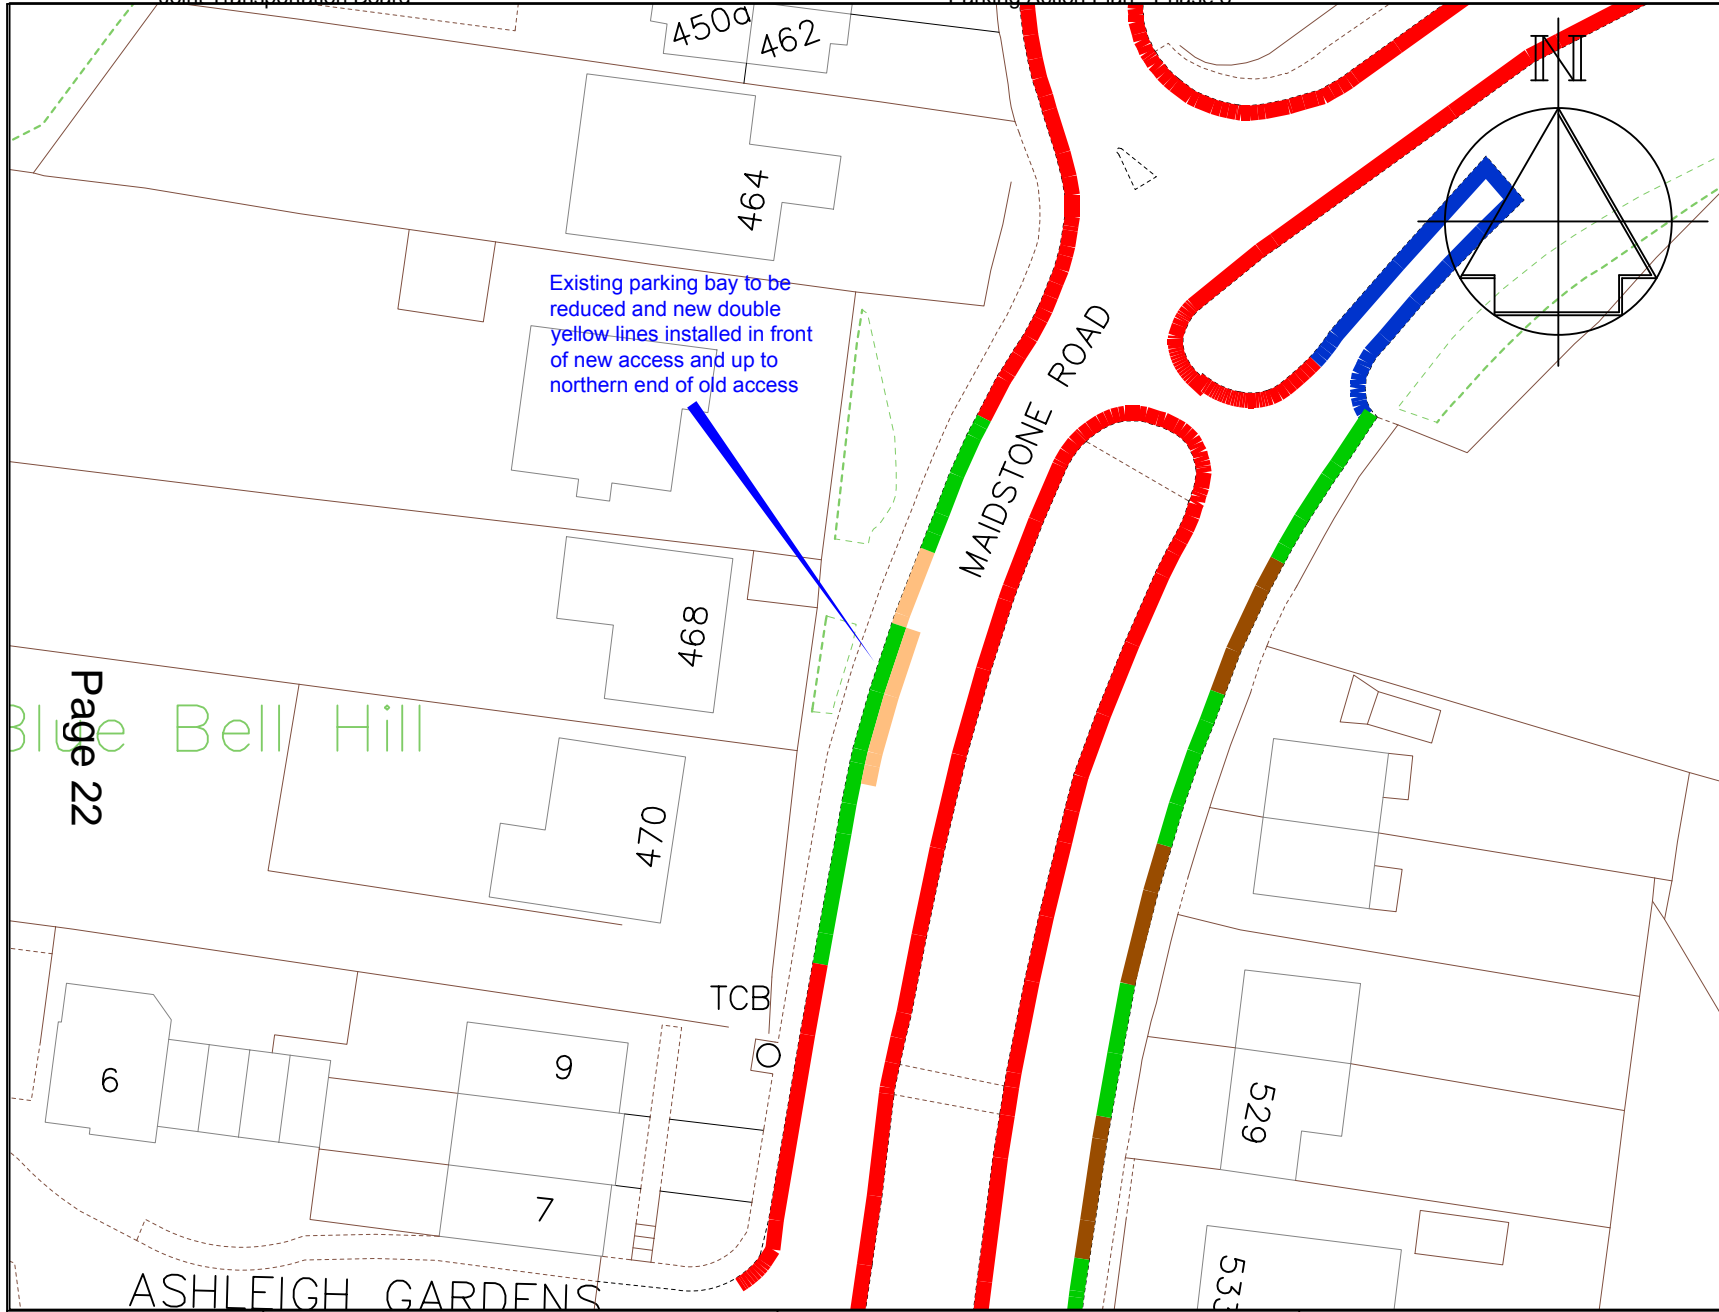 450a
462
N
464
Existing parking bay to be
reduced and new double
yellow lines installed in front
of new access and up to
northern end of old access
MAIDSTONE ROAD
468
Page 22
Blue Bell Hill
470
TCB
6
9
529
7
ASHLEIGH GARDENS